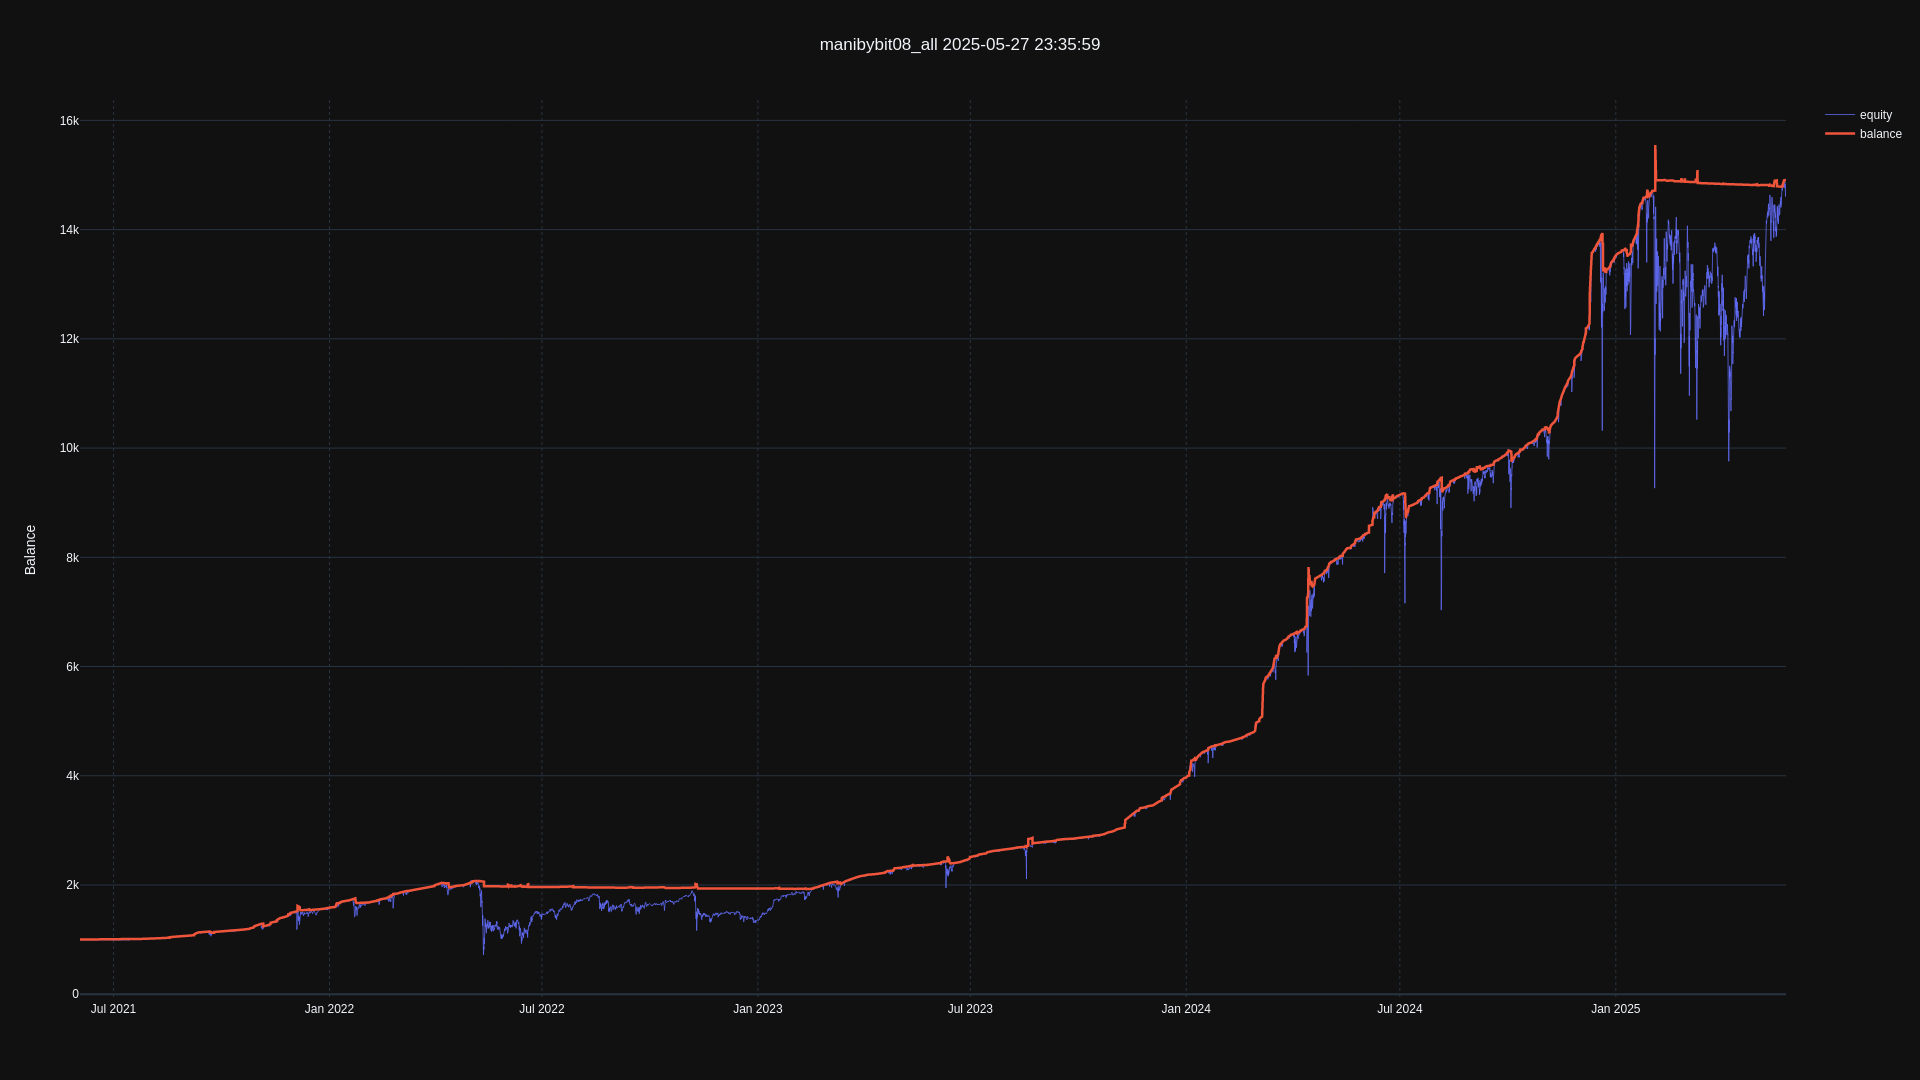 manibybit08_all 2025-05-27 23:35:59
equity
balance
16k
14k
12k
10k
8k
6k
4k
2k
0
Balance
Jul 2021
Jan 2022
Jul 2022
Jan 2023
Jul 2023
Jan 2024
Jul 2024
Jan 2025